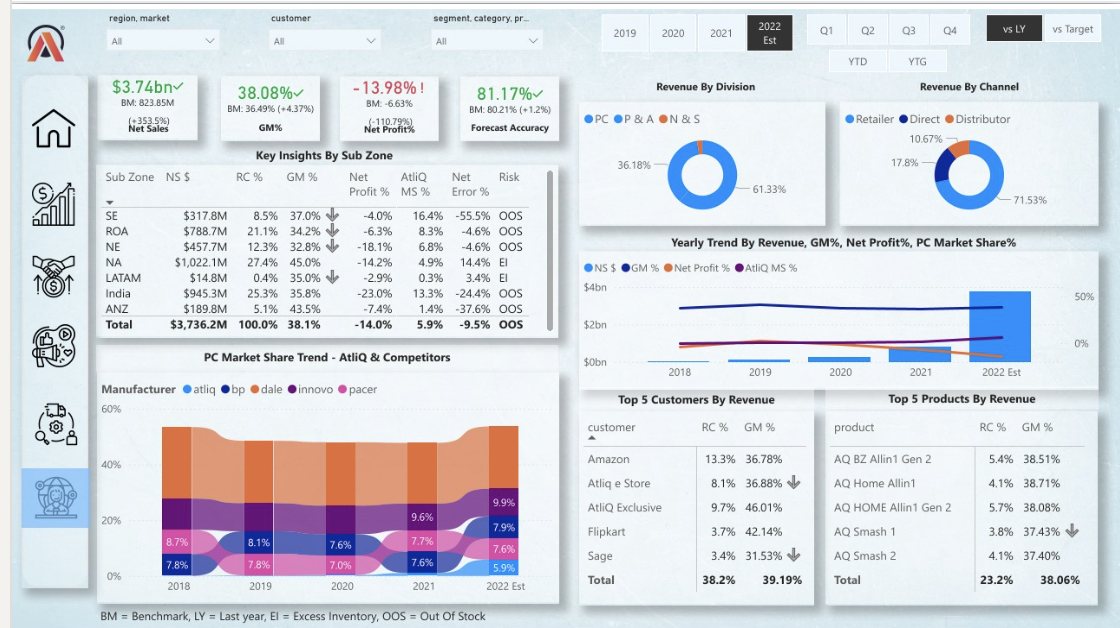 region, market
customer
segment, category, pr...
All
All
All
2019
2020
2021
2022
Est
Q1
Q2
Q3
Q4
vs LY
vs Target
YTD
YTG
$3.74bn
BM: 823.85M
(+353.5%)
Net Sales
38.08%
BM: 36.49% (+4.37%)
GM%
-13.98% !
BM: -6.63%
(-110.79%)
Net Profit%
81.17%
BM: 80.21% (+1.2%)
Forecast Accuracy
Key Insights By Sub Zone
Sub Zone NS $ RC % GM % Net Profit % AtliQ MS % Net Error % Risk
SE $317.8M 8.5% 37.0% -4.0% 16.4% -55.5% OOS
ROA $788.7M 21.1% 34.2% -6.3% 8.3% -4.6% OOS
NE $457.7M 12.3% 32.8% -18.1% 6.8% -4.6% OOS
NA $1,022.1M 27.4% 45.0% -14.2% 4.9% 14.4% EI
LATAM $14.8M 0.4% 35.0% -2.9% 0.3% 3.4% EI
India $945.3M 25.3% 35.8% -23.0% 13.3% -24.4% OOS
ANZ $189.8M 5.1% 43.5% -7.4% 1.4% -37.6% OOS
Total $3,736.2M 100.0% 38.1% -14.0% 5.9% -9.5% OOS
Revenue By Division
PC P & A N & S
36.18%
61.33%
Revenue By Channel
Retailer Direct Distributor
10.67%
17.8%
71.53%
Yearly Trend By Revenue, GM%, Net Profit%, PC Market Share%
NS $ GM % Net Profit % AtliQ MS %
$4bn
$2bn
$0bn
50%
0%
2018 2019 2020 2021 2022 Est
PC Market Share Trend - AtliQ & Competitors
Manufacturer atliq bp dale innovo pacer
60%
40%
20%
0%
8.7%
7.8%
8.1%
7.8%
7.6%
7.0%
9.6%
7.7%
7.6%
9.9%
7.9%
7.6%
5.9%
2018 2019 2020 2021 2022 Est
Top 5 Customers By Revenue
customer RC % GM %
Amazon 13.3% 36.78%
Atliq e Store 8.1% 36.88%
AtliQ Exclusive 9.7% 46.01%
Flipkart 3.7% 42.14%
Sage 3.4% 31.53%
Total 38.2% 39.19%
Top 5 Products By Revenue
product RC % GM %
AQ BZ Allin1 Gen 2 5.4% 38.51%
AQ Home Allin1 4.1% 38.71%
AQ HOME Allin1 Gen 2 5.7% 38.08%
AQ Smash 1 3.8% 37.43%
AQ Smash 2 4.1% 37.40%
Total 23.2% 38.06%
BM = Benchmark, LY = Last year, EI = Excess Inventory, OOS = Out Of Stock